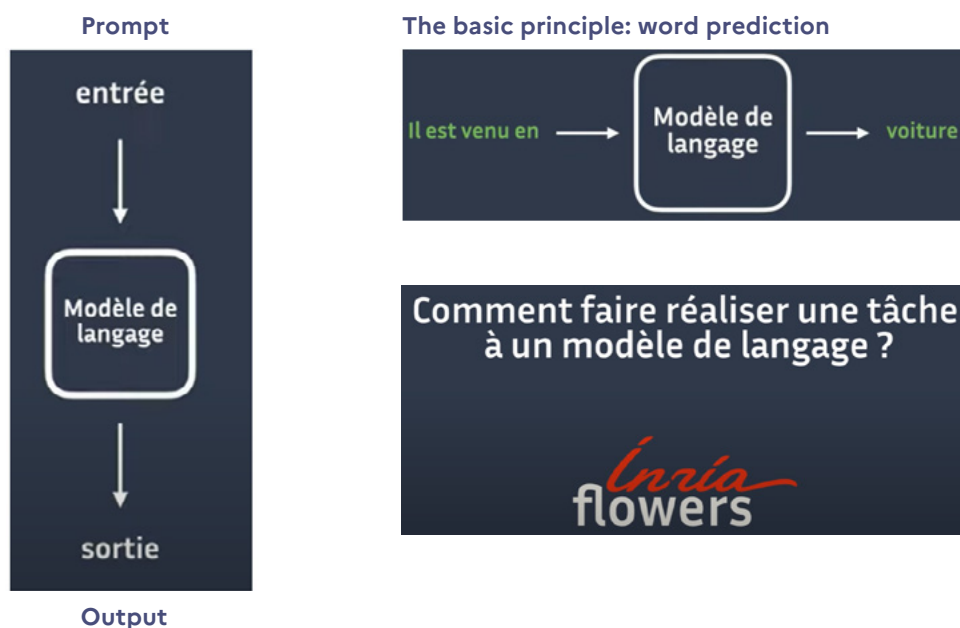 Prompt
entrée
Modèle de
langage
sortie
Output
The basic principle: word prediction
Il est venu en
Modèle de
langage
voiture
Comment faire réaliser une tâche
à un modèle de langage ?
Inria
flowers